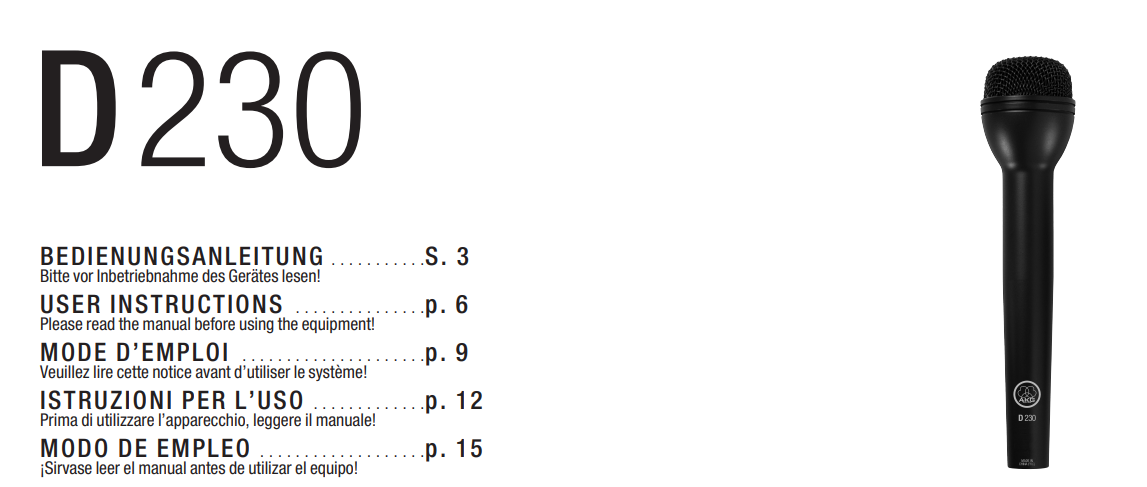 D 230
BEDIENUNGSANLEITUNG . . . . . . . . . . .S. 3
Bitte vor Inbetriebnahme des Gerätes lesen!
USER INSTRUCTIONS . . . . . . . . . . . . . . .p. 6
Please read the manual before using the equipment!
MODE D’EMPLOI . . . . . . . . . . . . . . . . . . . . .p. 9
Veuillez lire cette notice avant d’utiliser le système!
ISTRUZIONI PER L’USO . . . . . . . . . . . . .p. 12
Prima di utilizzare l’apparecchio, leggere il manuale!
MODO DE EMPLEO . . . . . . . . . . . . . . . . . . .p. 15
¡Sirvase leer el manual antes de utilizar el equipo!
AKG
D 230